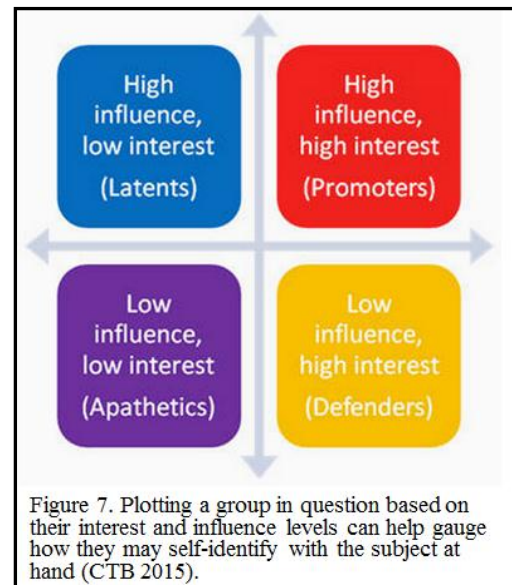 High
influence,
low interest
(Latents)
High
influence,
high interest
(Promoters)
Low
influence,
low interest
(Apathetics)
Low
influence,
high interest
(Defenders)
Figure 7. Plotting a group in question based on
their interest and influence levels can help gauge
how they may self-identify with the subject at
hand (CTB 2015).